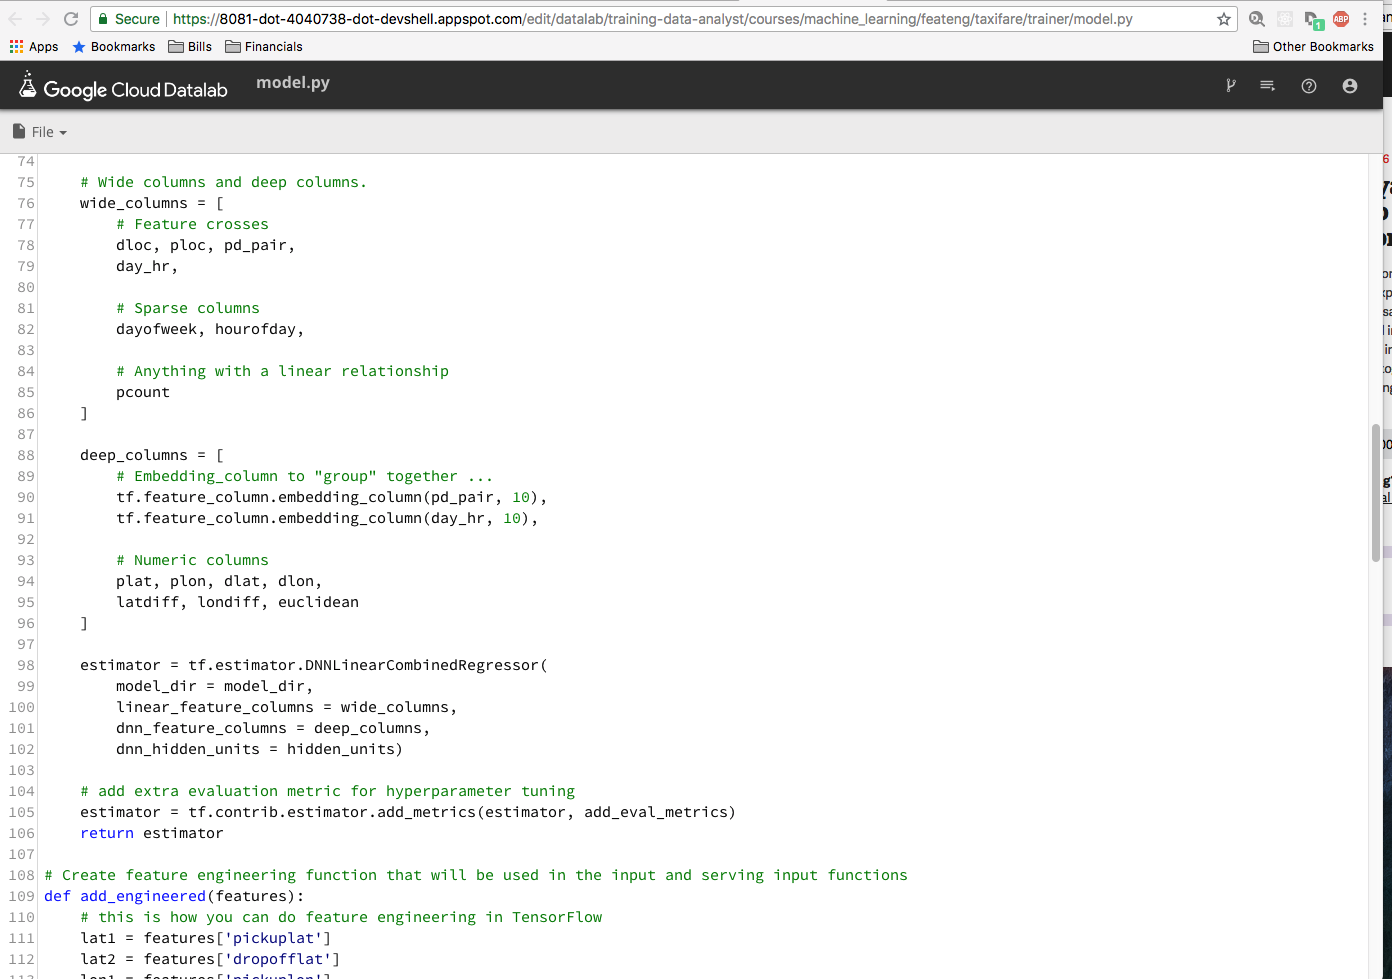 Secure https://8081-dot-4040738-dot-devshell.appspot.com/edit/datalab/training-data-analyst/courses/machine_learning/feateng/taxifare/trainer/model.py ABP 1
Apps Bookmarks Bills Financials Other Bookmarks
Google Cloud Datalab model.py
File
74
75 # Wide columns and deep columns.
76 wide_columns = [
77 # Feature crosses
78 dloc, ploc, pd_pair,
79 day_hr,
80
81 # Sparse columns
82 dayofweek, hourofday,
83
84 # Anything with a linear relationship
85 pcount
86 ]
87
88 deep_columns = [
89 # Embedding_column to "group" together ...
90 tf.feature_column.embedding_column(pd_pair, 10),
91 tf.feature_column.embedding_column(day_hr, 10),
92
93 # Numeric columns
94 plat, plon, dlat, dlon,
95 latdiff, londiff, euclidean
96 ]
97
98 estimator = tf.estimator.DNNLinearCombinedRegressor(
99 model_dir = model_dir,
100 linear_feature_columns = wide_columns,
101 dnn_feature_columns = deep_columns,
102 dnn_hidden_units = hidden_units)
103
104 # add extra evaluation metric for hyperparameter tuning
105 estimator = tf.contrib.estimator.add_metrics(estimator, add_eval_metrics)
106 return estimator
107
108 # Create feature engineering function that will be used in the input and serving input functions
109 def add_engineered(features):
110 # this is how you can do feature engineering in TensorFlow
111 lat1 = features['pickuplat']
112 lat2 = features['dropofflat']
113 lon1 = features['pickuplon']